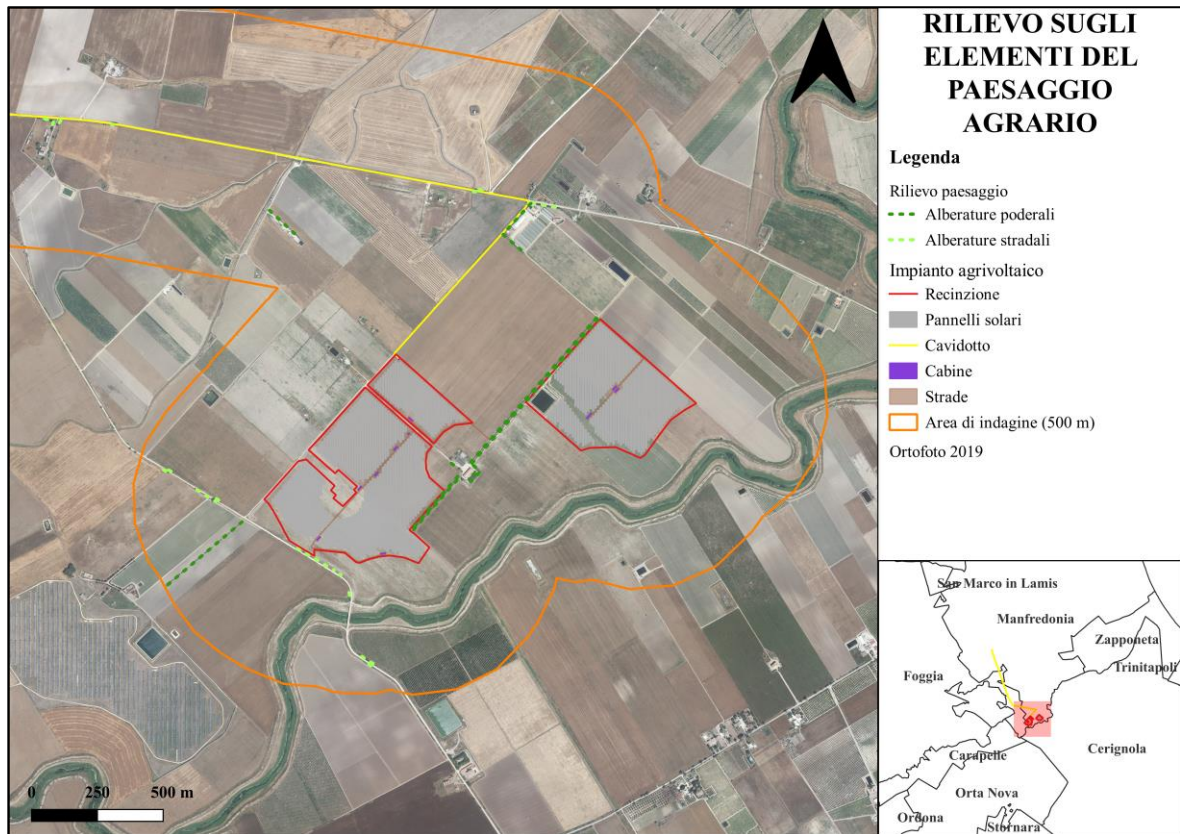 RILIEVO SUGLI
ELEMENTI DEL
PAESAGGIO
AGRARIO
Legenda
Rilievo paesaggio
Alberature poderali
Alberature stradali
Impianto agrivoltaico
Recinzione
Pannelli solari
Cavidotto
Cabine
Strade
Area di indagine (500 m)
Ortofoto 2019
0 250 500 m
San Marco in Lamis
Manfredonia
Zapponeta
Trinitapoli
Foggia
Cerignola
Carapelle
Orta Nova
Ordona
Stornara